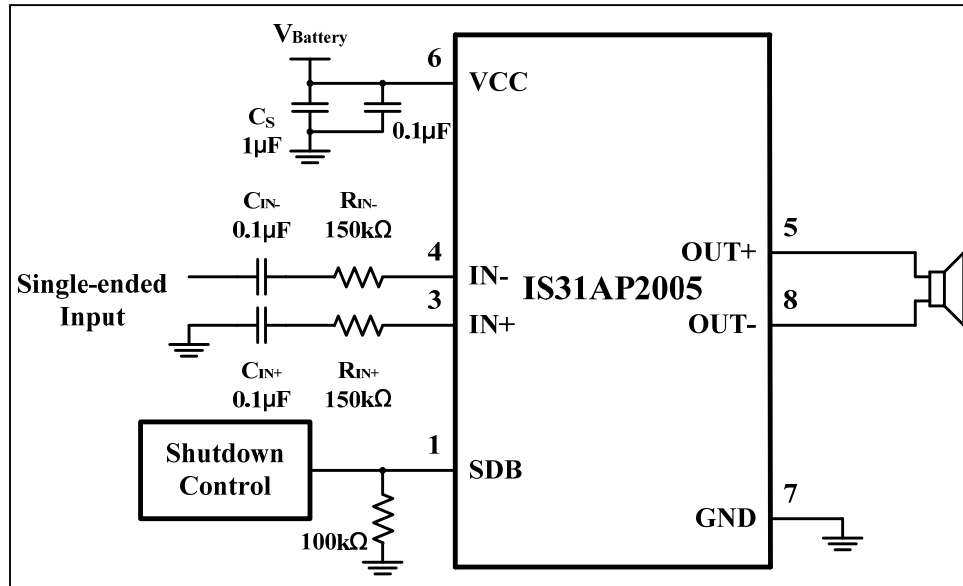 VBattery
6
VCC
CS
1µF
0.1µF
CIN-
0.1µF
RIN-
150kΩ
4
IN-
Single-ended
Input
3
IN+
CIN+
0.1µF
RIN+
150kΩ
IS31AP2005
5
OUT+
8
OUT-
Shutdown
Control
1
SDB
100kΩ
7
GND